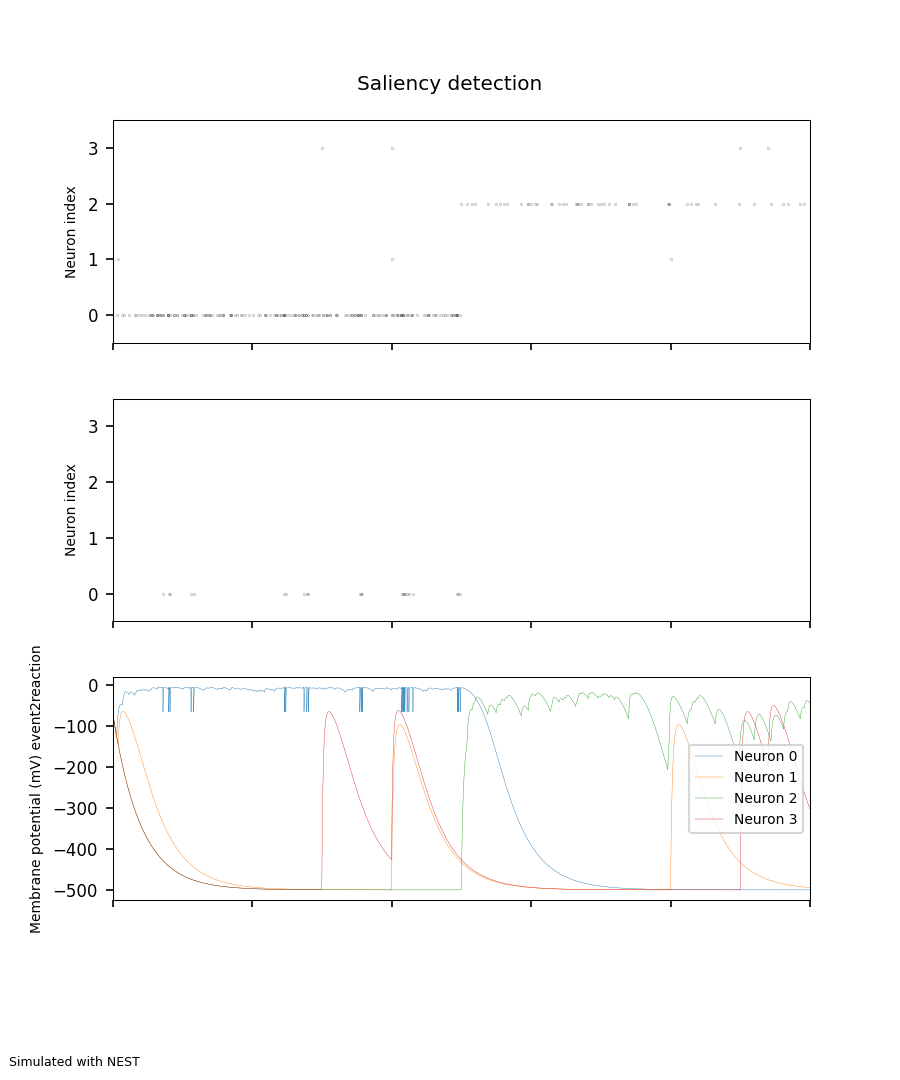 Saliency detection
3
2
1
0
Neuron index
3
2
1
0
Neuron index
0
−100
−200
−300
−400
−500
Membrane potential (mV) event2reaction
Neuron 0
Neuron 1
Neuron 2
Neuron 3
Simulated with NEST